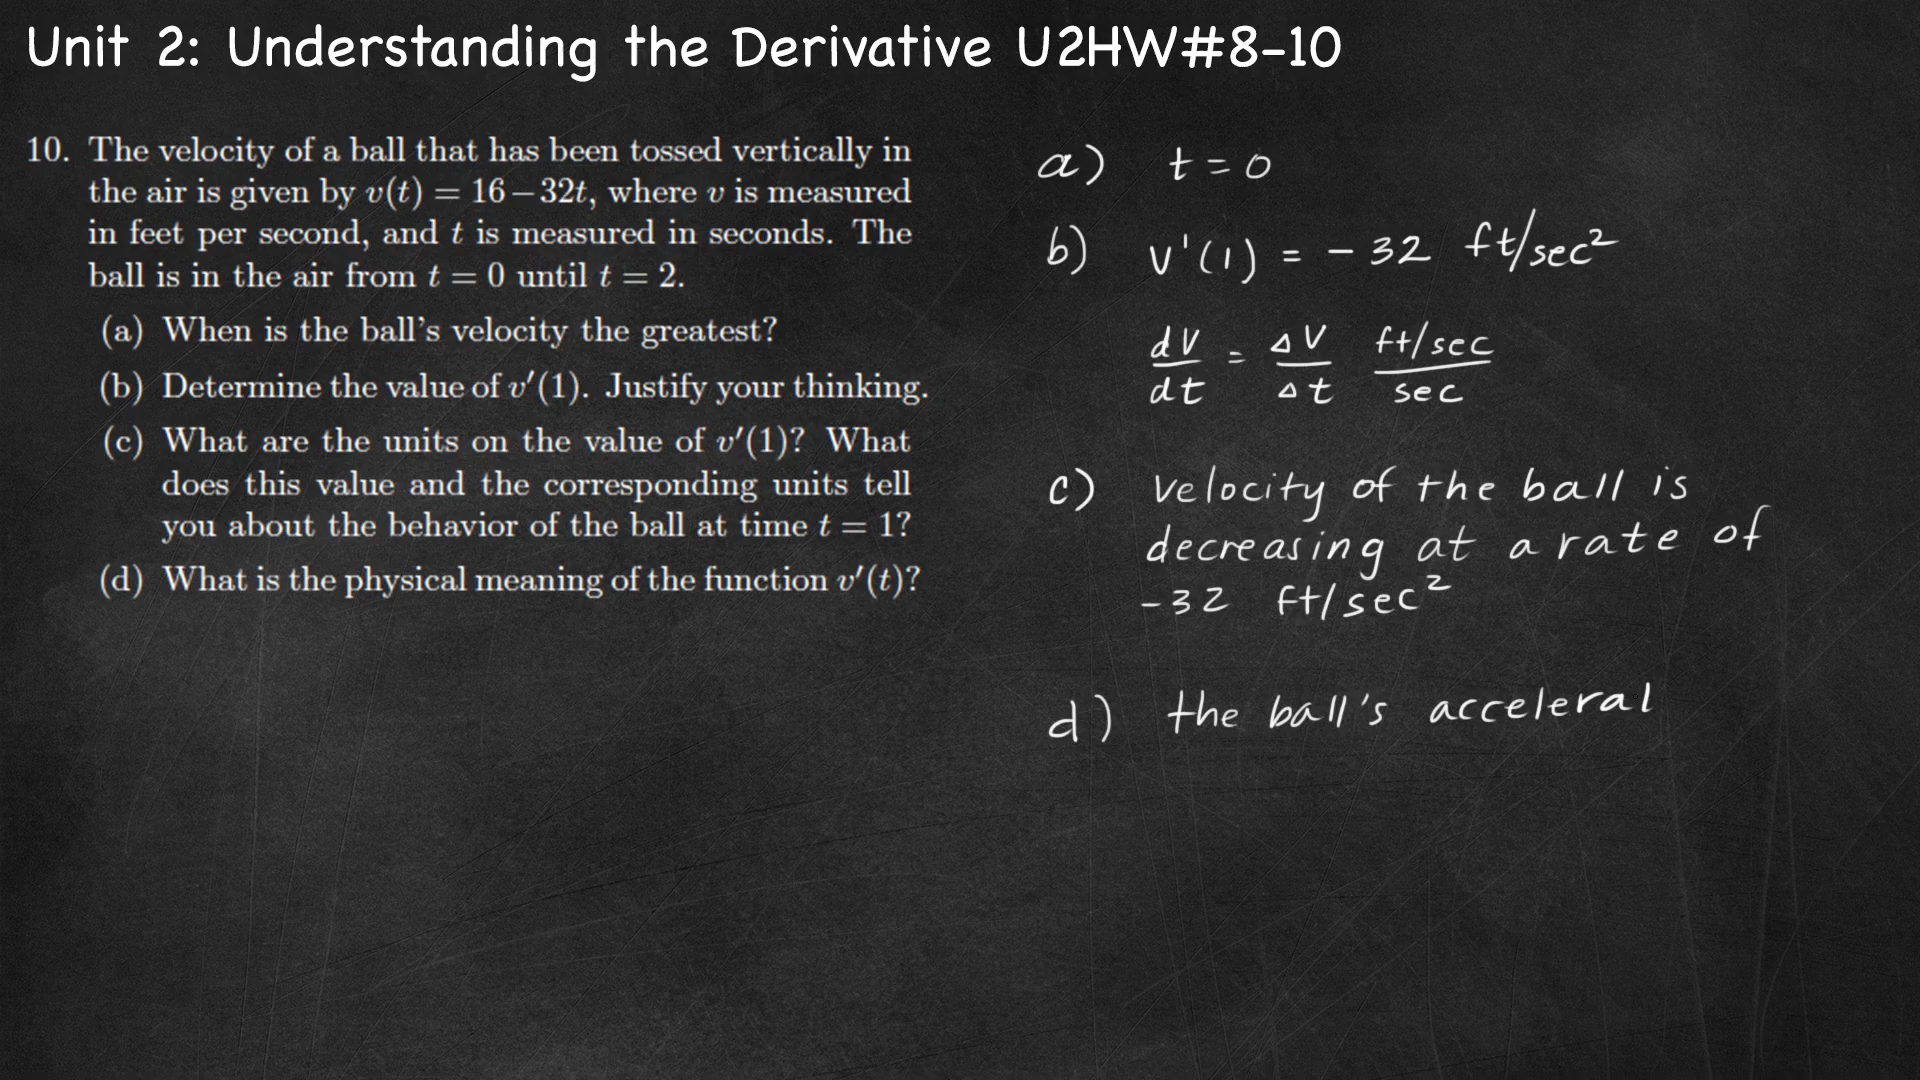 Unit 2: Understanding the Derivative U2HW#8-10
10. The velocity of a ball that has been tossed vertically in
the air is given by v(t) = 16 – 32t, where v is measured
in feet per second, and t is measured in seconds. The
ball is in the air from t = 0 until t = 2.
(a) When is the ball's velocity the greatest?
(b) Determine the value of v′(1). Justify your thinking.
(c) What are the units on the value of v′(1)? What
does this value and the corresponding units tell
you about the behavior of the ball at time t = 1?
(d) What is the physical meaning of the function v′(t)?
a) t = 0
b) v'(1) = - 32 ft/sec²
dV/dt = ΔV/Δt ft/sec/sec
c) velocity of the ball is
decreasing at a rate of
-32 ft/sec²
d) the ball's acceleral